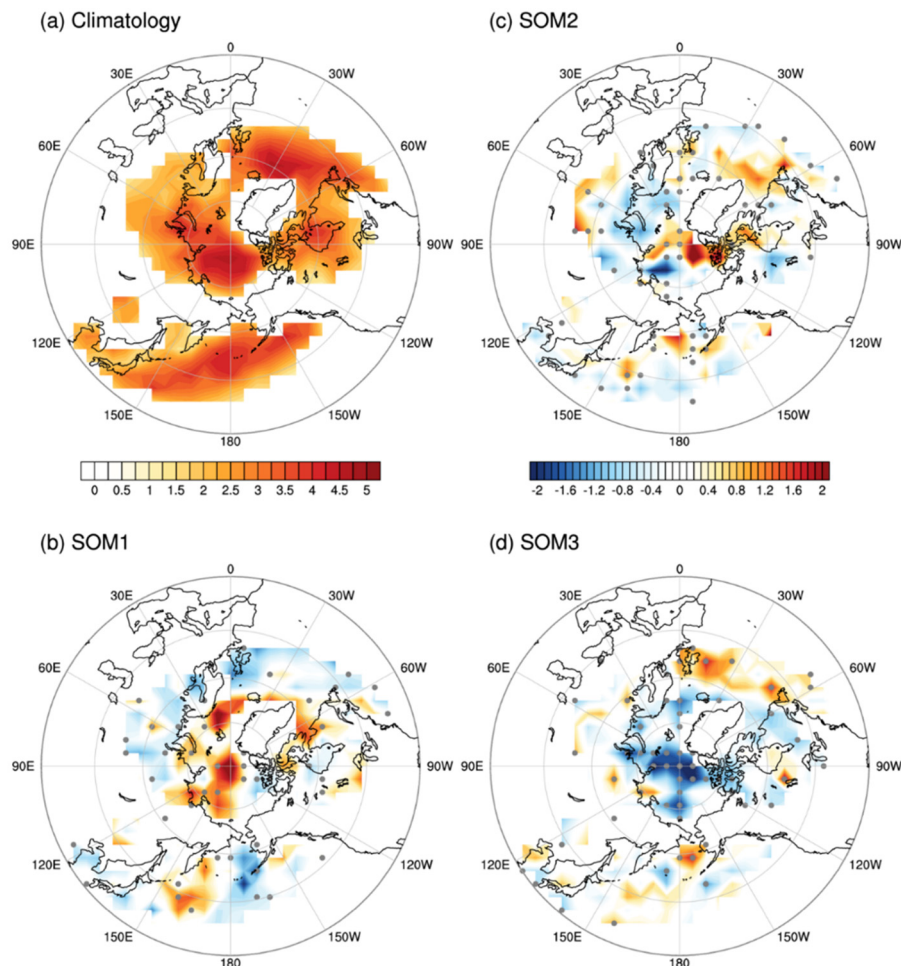 (a) Climatology
0
30E
30W
60E
60W
90E
90W
120E
120W
150E
150W
180
0 0.5 1 1.5 2 2.5 3 3.5 4 4.5 5
(c) SOM2
0
30E
30W
60E
60W
90E
90W
120E
120W
150E
150W
180
-2 -1.6 -1.2 -0.8 -0.4 0 0.4 0.8 1.2 1.6 2
(b) SOM1
0
30E
30W
60E
60W
90E
90W
120E
120W
150E
150W
180
(d) SOM3
0
30E
30W
60E
60W
90E
90W
120E
120W
150E
150W
180